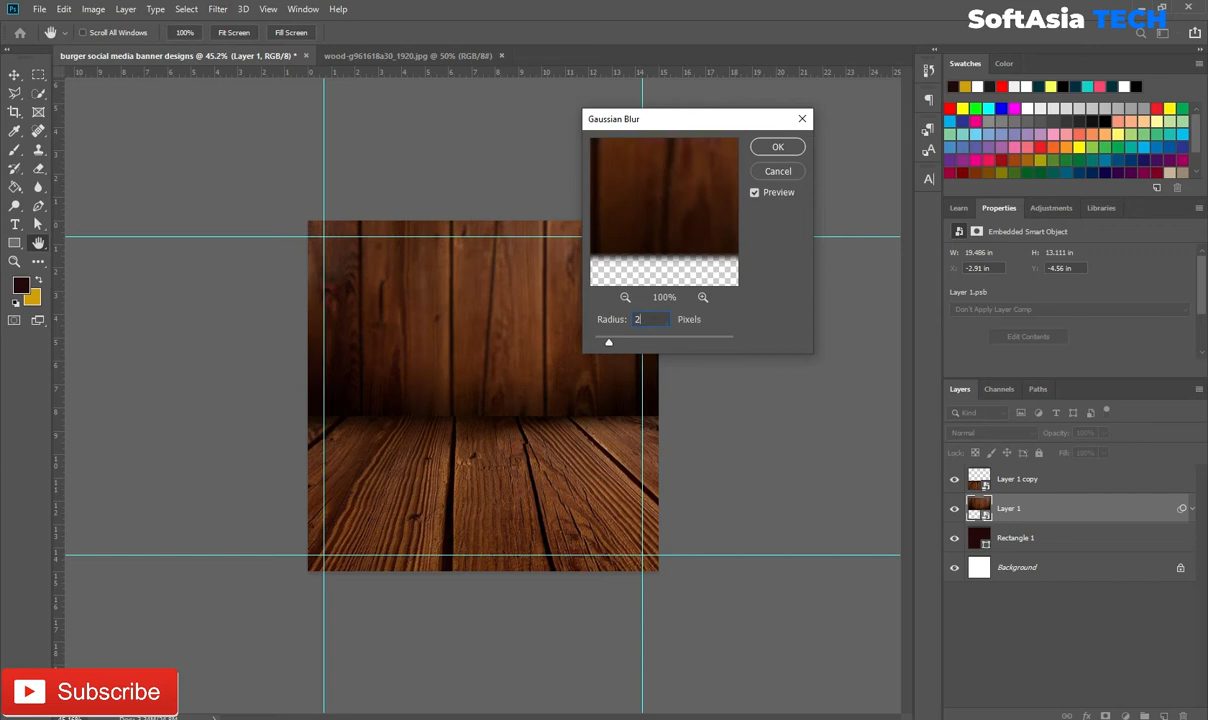 Ps File Edit Image Layer Type Select Filter 3D View Window Help
SoftAsia TECH
Scroll All Windows 100% Fit Screen Fill Screen
burger social media banner designs @ 45.2% (Layer 1, RGB/8) * ×
wood-g961618a30_1920.jpg @ 50% (RGB/8#) ×
Swatches Color
Gaussian Blur
OK
Cancel
Preview
100%
Radius: 2 Pixels
Learn Properties Adjustments Libraries
Embedded Smart Object
W: 19.486 in H: 13.111 in
X: -2.91 in Y: -4.56 in
Layer 1.psb
Don't Apply Layer Comp
Edit Contents
Layers Channels Paths
Kind
Normal Opacity: 100%
Lock: Fill: 100%
Layer 1 copy
Layer 1
Rectangle 1
Background
Subscribe